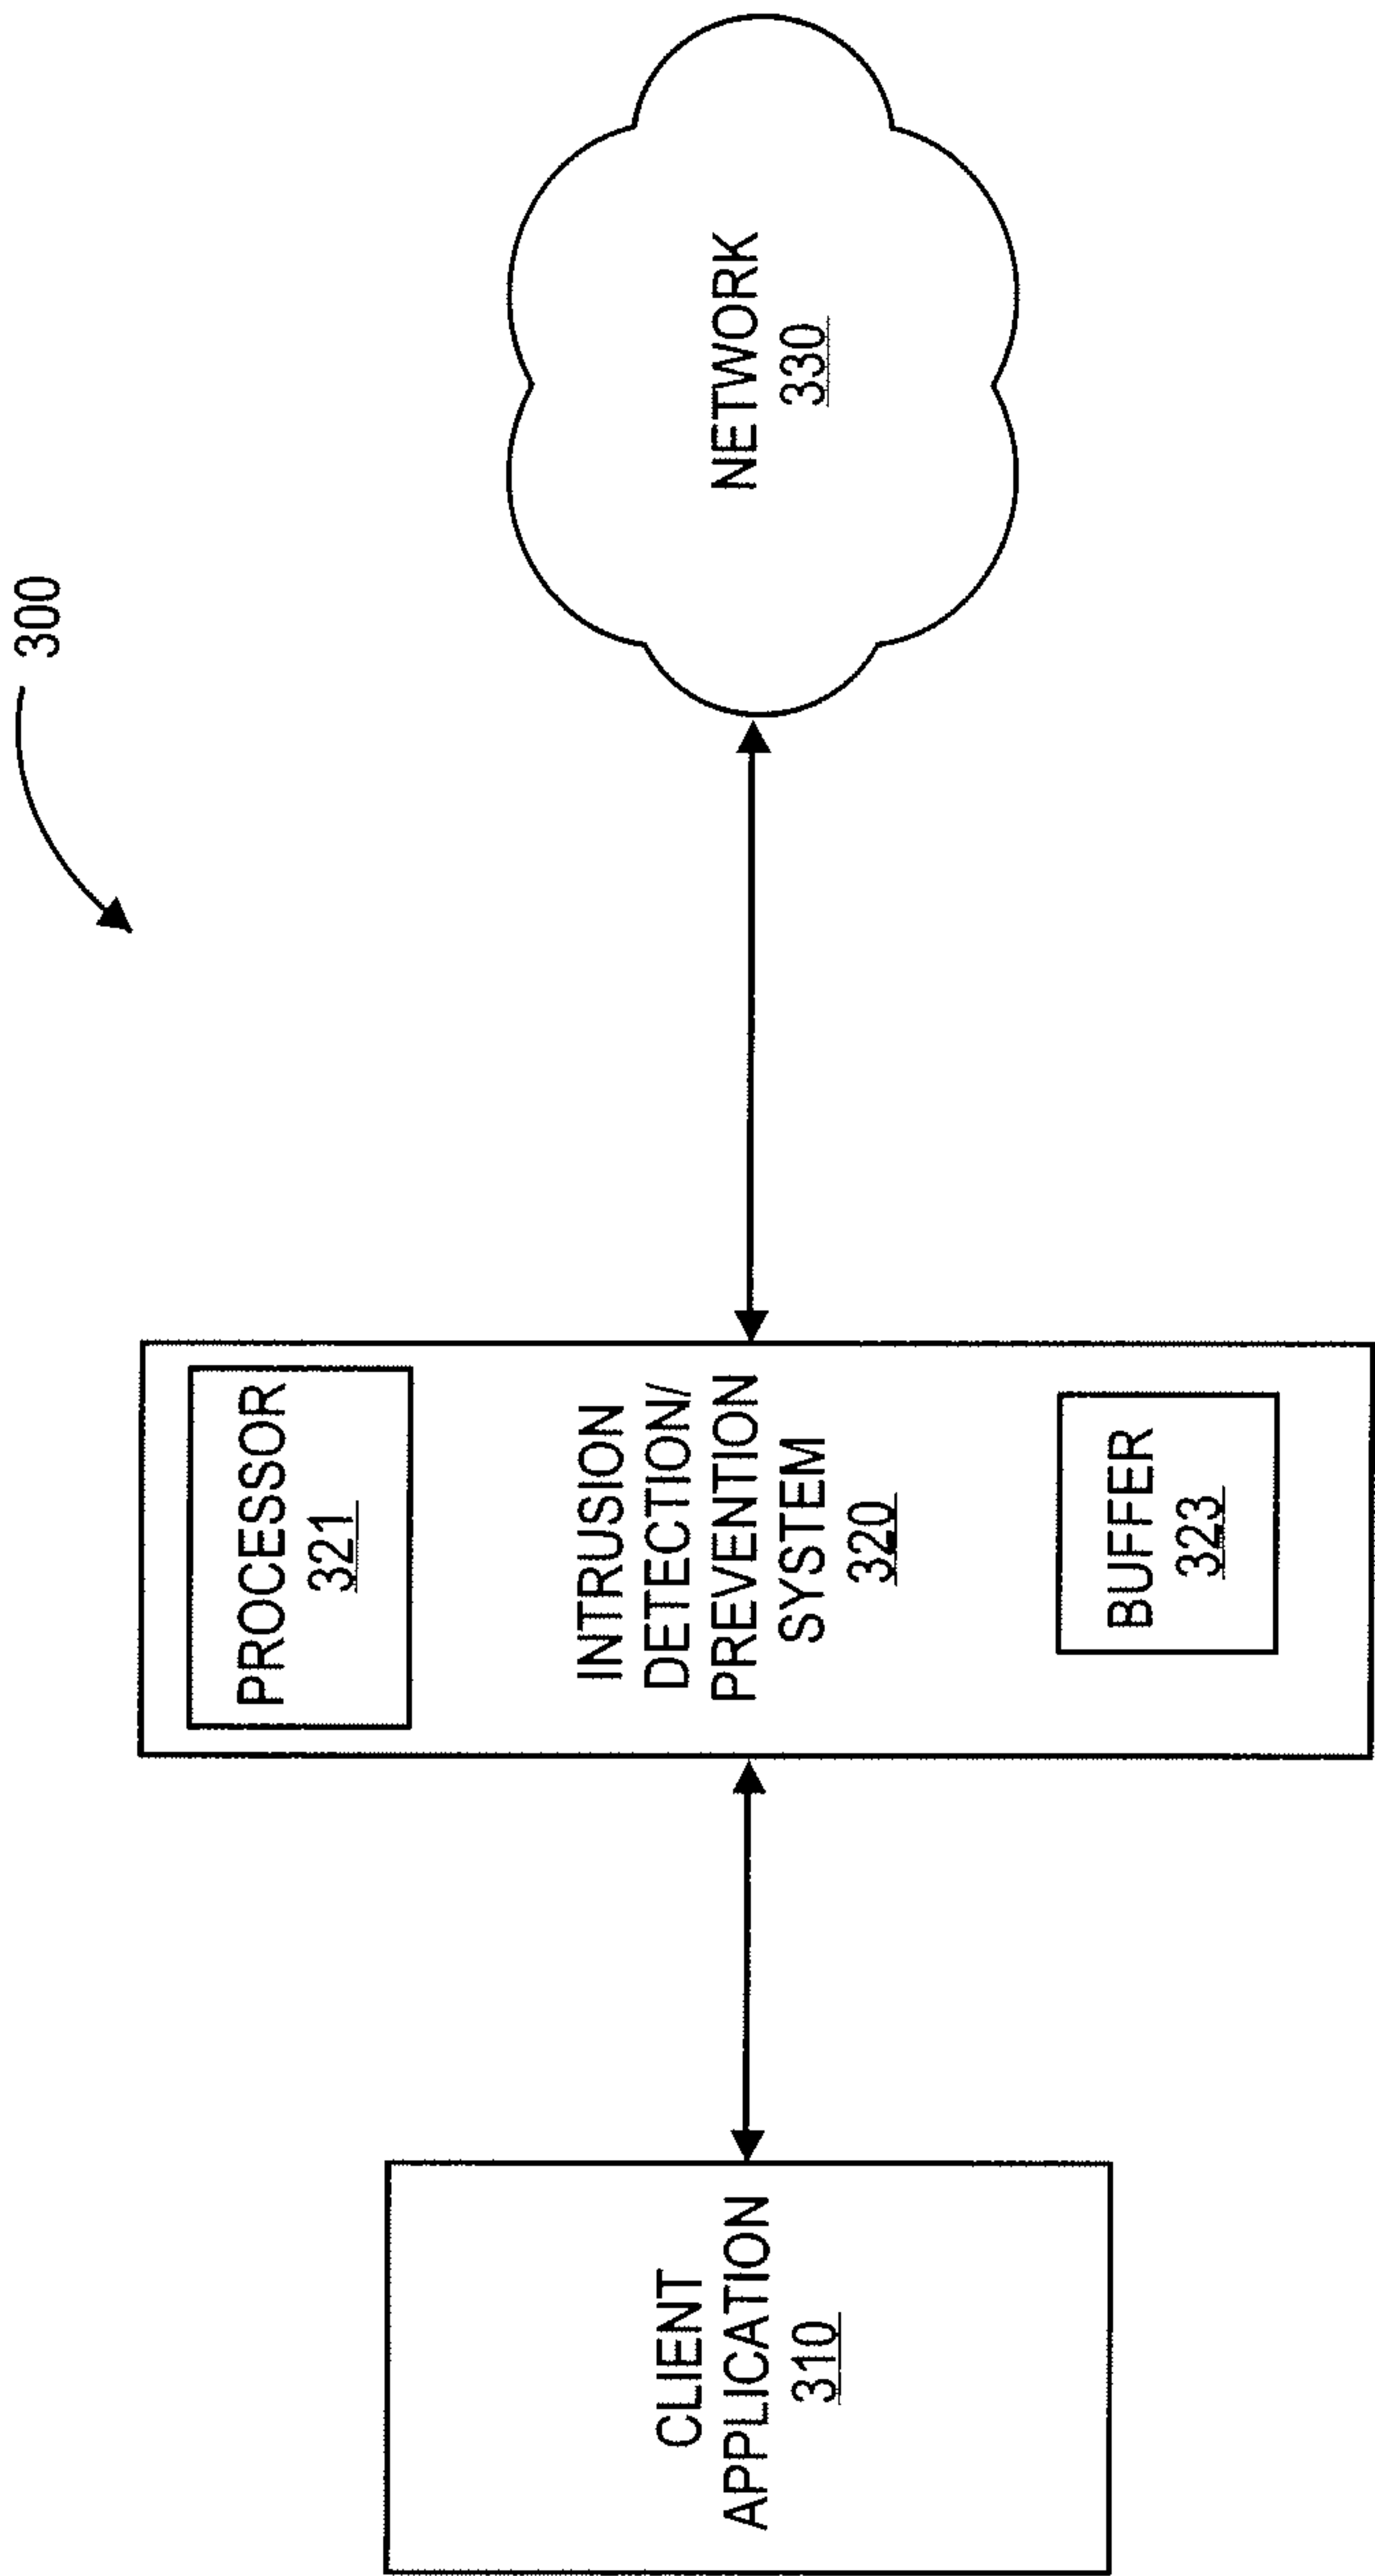 300
CLIENT
APPLICATION
310
PROCESSOR
321
INTRUSION
DETECTION/
PREVENTION
SYSTEM
320
BUFFER
323
NETWORK
330